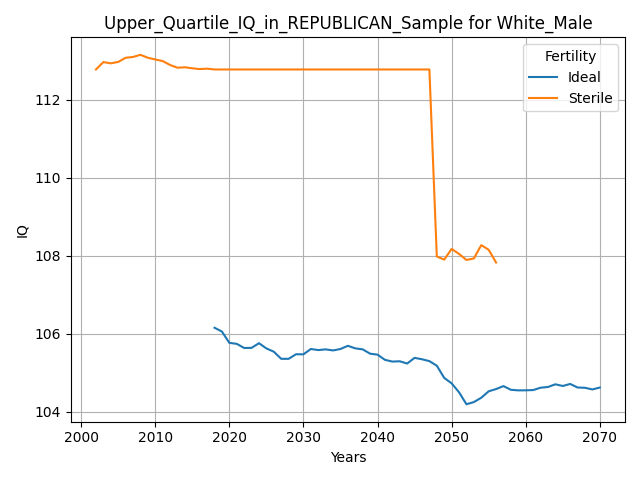 Upper_Quartile_IQ_in_REPUBLICAN_Sample for White_Male
Fertility
Ideal
Sterile
112
110
108
106
104
IQ
2000 2010 2020 2030 2040 2050 2060 2070
Years